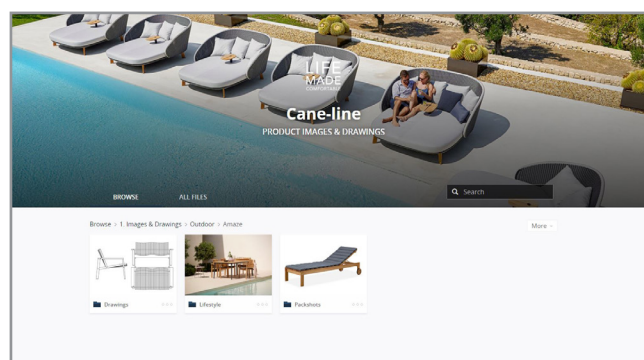 LIFE
MADE
COMFORTABLE
Cane-line
PRODUCT IMAGES & DRAWINGS
BROWSE ALL FILES Search
Browse > 1. Images & Drawings > Outdoor > Amaze More
Drawings Lifestyle Packshots